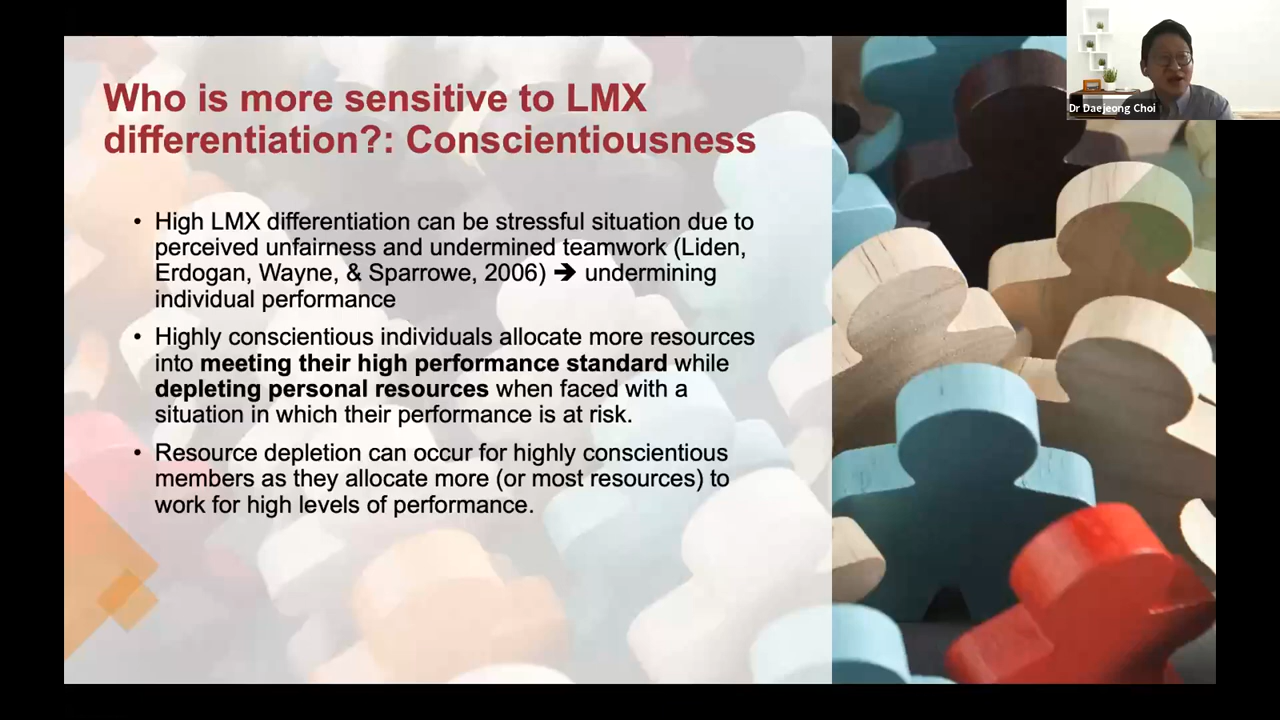 Who is more sensitive to LMX
differentiation?: Conscientiousness
• High LMX differentiation can be stressful situation due to
perceived unfairness and undermined teamwork (Liden,
Erdogan, Wayne, & Sparrowe, 2006) ➔ undermining
individual performance
• Highly conscientious individuals allocate more resources
into meeting their high performance standard while
depleting personal resources when faced with a
situation in which their performance is at risk.
• Resource depletion can occur for highly conscientious
members as they allocate more (or most resources) to
work for high levels of performance.
Dr Daejeong Choi